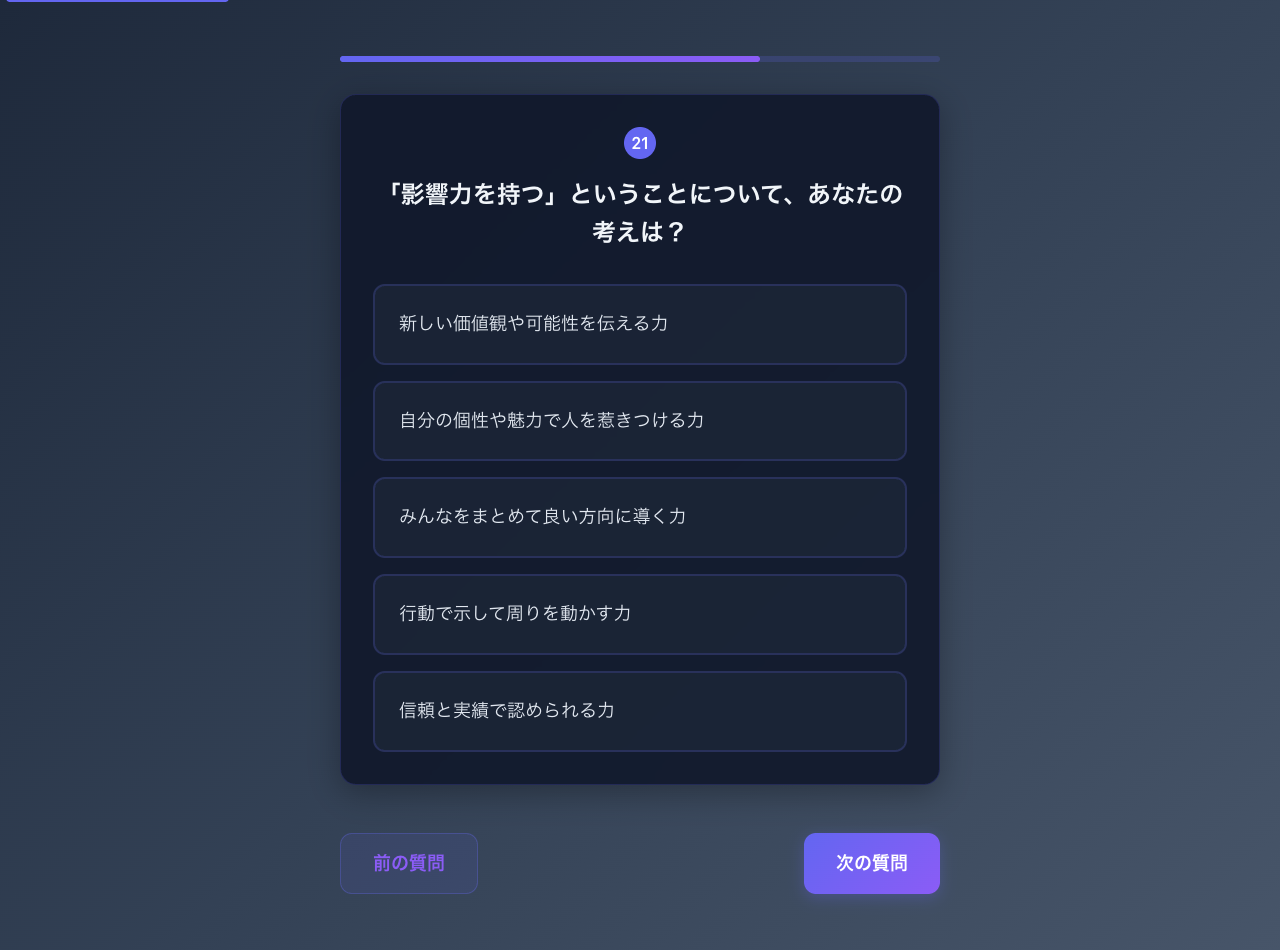 21
「影響力を持つ」ということについて、あなたの
考えは？
新しい価値観や可能性を伝える力
自分の個性や魅力で人を惹きつける力
みんなをまとめて良い方向に導く力
行動で示して周りを動かす力
信頼と実績で認められる力
前の質問
次の質問